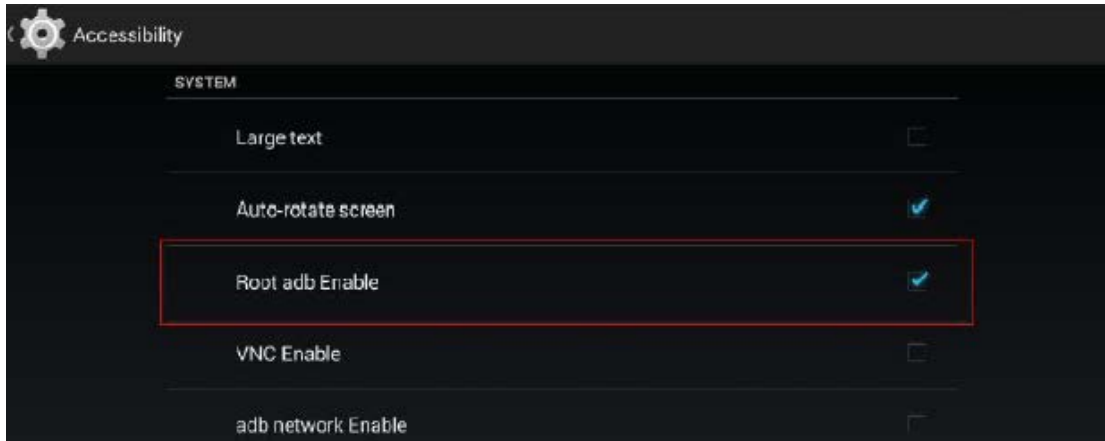 Accessibility
SYSTEM
Large text
Auto-rotate screen
Root adb Enable
VNC Enable
adb network Enable